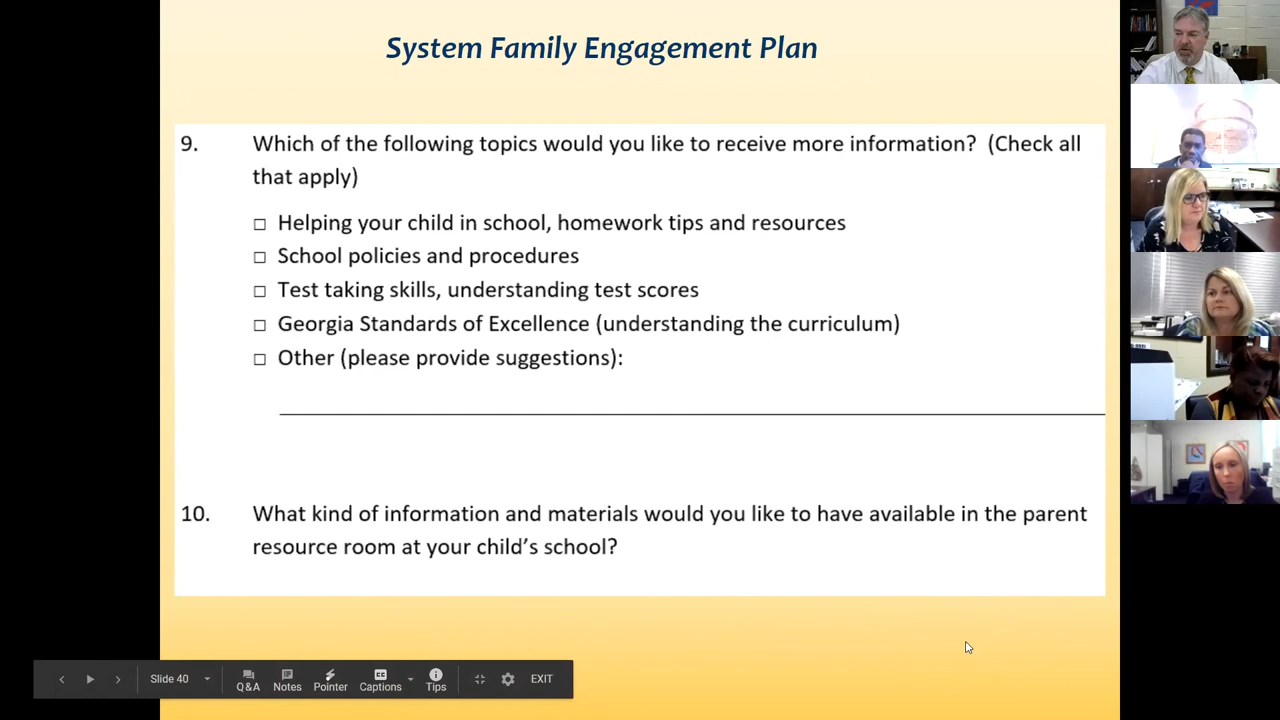 System Family Engagement Plan
9. Which of the following topics would you like to receive more information? (Check all
that apply)
□ Helping your child in school, homework tips and resources
□ School policies and procedures
□ Test taking skills, understanding test scores
□ Georgia Standards of Excellence (understanding the curriculum)
□ Other (please provide suggestions):
10. What kind of information and materials would you like to have available in the parent
resource room at your child's school?
Slide 40
Q&A
Notes
Pointer
CC
Captions
Tips
EXIT